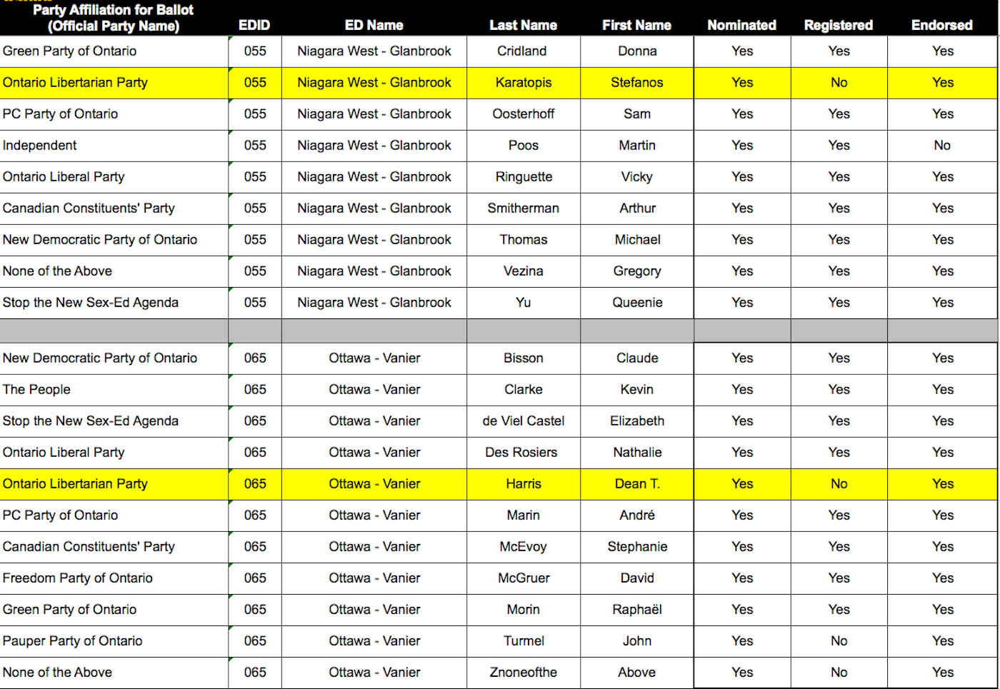 Party Affiliation for Ballot
(Official Party Name) EDID ED Name Last Name First Name Nominated Registered Endorsed
Green Party of Ontario 055 Niagara West - Glanbrook Cridland Donna Yes Yes Yes
Ontario Libertarian Party 055 Niagara West - Glanbrook Karatopis Stefanos Yes No Yes
PC Party of Ontario 055 Niagara West - Glanbrook Oosterhoff Sam Yes Yes Yes
Independent 055 Niagara West - Glanbrook Poos Martin Yes Yes No
Ontario Liberal Party 055 Niagara West - Glanbrook Ringuette Vicky Yes Yes Yes
Canadian Constituents' Party 055 Niagara West - Glanbrook Smitherman Arthur Yes Yes Yes
New Democratic Party of Ontario 055 Niagara West - Glanbrook Thomas Michael Yes Yes Yes
None of the Above 055 Niagara West - Glanbrook Vezina Gregory Yes Yes Yes
Stop the New Sex-Ed Agenda 055 Niagara West - Glanbrook Yu Queenie Yes Yes Yes
New Democratic Party of Ontario 065 Ottawa - Vanier Bisson Claude Yes Yes Yes
The People 065 Ottawa - Vanier Clarke Kevin Yes Yes Yes
Stop the New Sex-Ed Agenda 065 Ottawa - Vanier de Viel Castel Elizabeth Yes Yes Yes
Ontario Liberal Party 065 Ottawa - Vanier Des Rosiers Nathalie Yes Yes Yes
Ontario Libertarian Party 065 Ottawa - Vanier Harris Dean T. Yes No Yes
PC Party of Ontario 065 Ottawa - Vanier Marin André Yes Yes Yes
Canadian Constituents' Party 065 Ottawa - Vanier McEvoy Stephanie Yes Yes Yes
Freedom Party of Ontario 065 Ottawa - Vanier McGruer David Yes Yes Yes
Green Party of Ontario 065 Ottawa - Vanier Morin Raphaël Yes Yes Yes
Pauper Party of Ontario 065 Ottawa - Vanier Turmel John Yes No Yes
None of the Above 065 Ottawa - Vanier Znoneofthe Above Yes No Yes